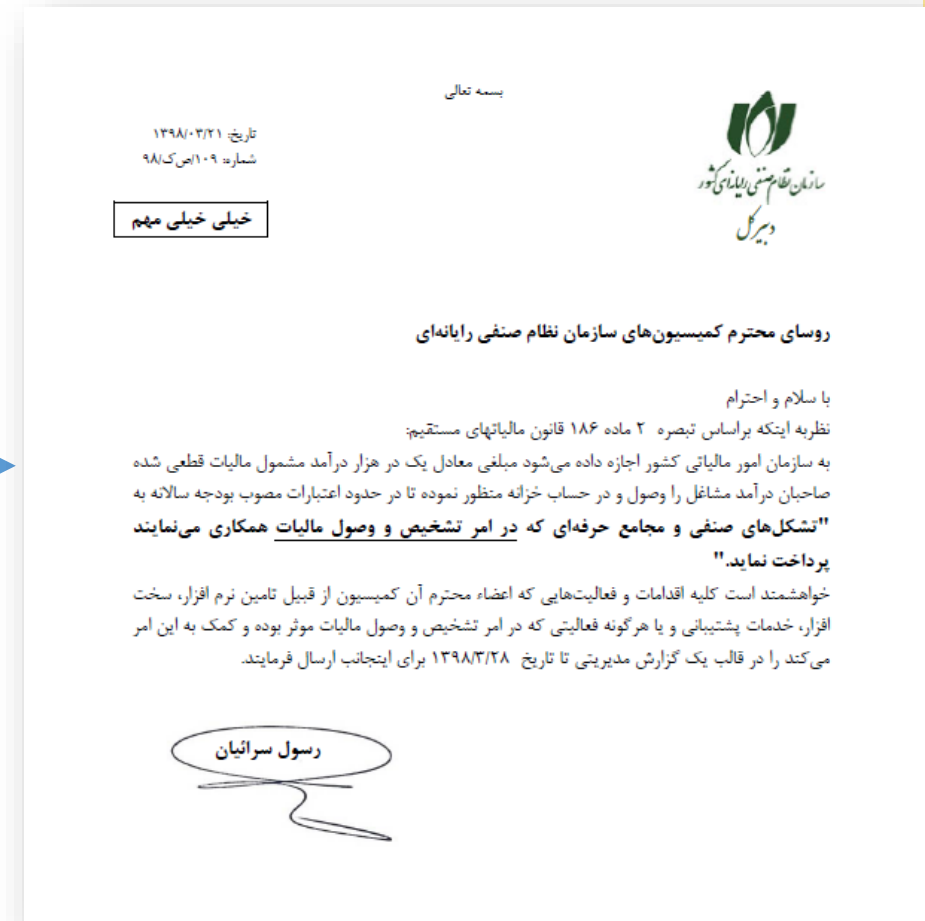 بسمه تعالی
سازمان نظام صنفی رایانه‌ای کشور
دبیر کل
تاریخ: ۱۳۹۸/۰۳/۲۱
شماره: ۱۰۹/ص ک/۹۸
خیلی خیلی مهم
روسای محترم کمیسیون‌های سازمان نظام صنفی رایانه‌ای
با سلام و احترام
نظربه اینکه براساس تبصره ۲ ماده ۱۸۶ قانون مالیاتهای مستقیم:
به سازمان امور مالیاتی کشور اجازه داده می‌شود مبلغی معادل یک در هزار درآمد مشمول مالیات قطعی شده
صاحبان درآمد مشاغل را وصول و در حساب خزانه منظور نموده تا در حدود اعتبارات مصوب بودجه سالانه به
"تشکل‌های صنفی و مجامع حرفه‌ای که در امر تشخیص و وصول مالیات همکاری می‌نمایند
پرداخت نماید."
خواهشمند است کلیه اقدامات و فعالیت‌هایی که اعضاء محترم آن کمیسیون از قبیل تامین نرم افزار، سخت
افزار، خدمات پشتیبانی و یا هرگونه فعالیتی که در امر تشخیص و وصول مالیات موثر بوده و کمک به این امر
می‌کند را در قالب یک گزارش مدیریتی تا تاریخ ۱۳۹۸/۳/۲۸ برای اینجانب ارسال فرمایند.
رسول سرائیان